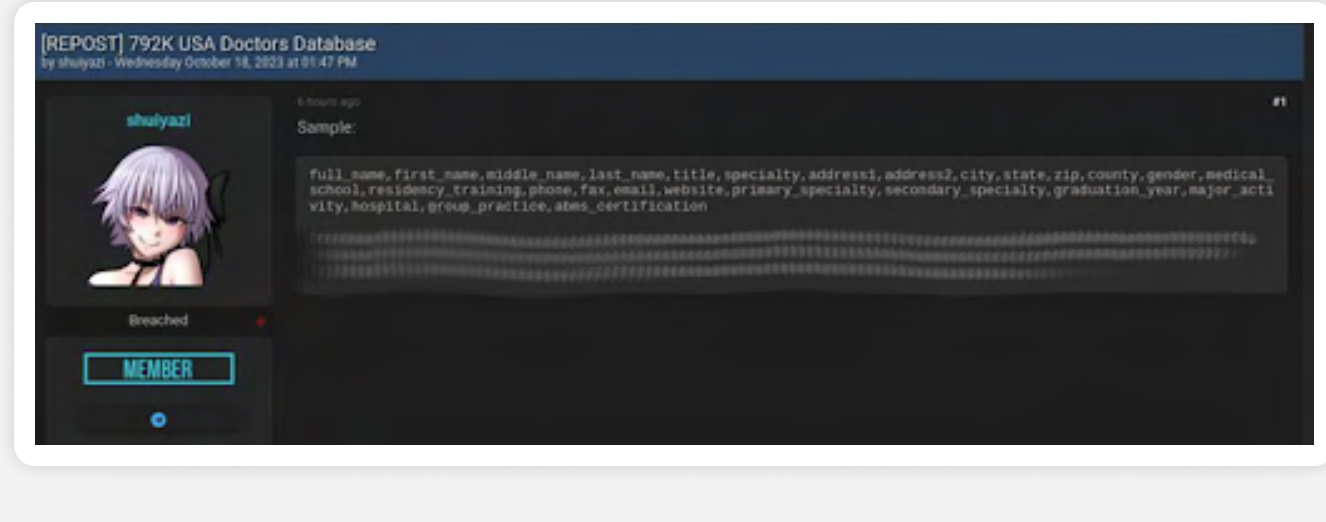 [REPOST] 792K USA Doctors Database
by shuiyazi - Wednesday October 18, 2023 at 01:47 PM
shuiyazi
Breached
MEMBER
6 hours ago
#1
Sample:
full_name,first_name,middle_name,last_name,title,specialty,address1,address2,city,state,zip,county,gender,medical_
school,residency_training,phone,fax,email,website,primary_specialty,secondary_specialty,graduation_year,major_acti
vity,hospital,group_practice,abms_certification